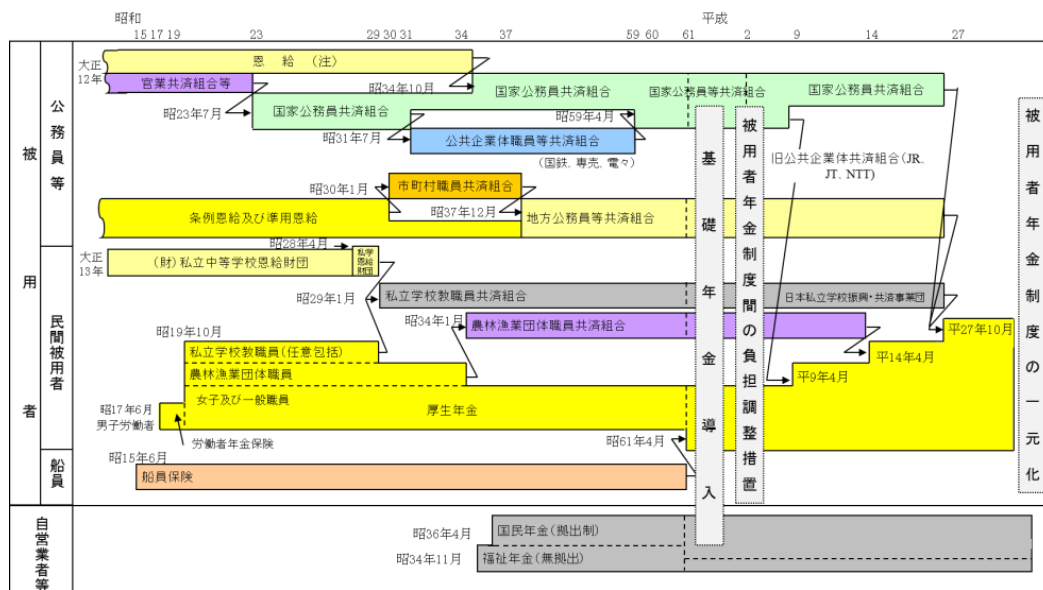 昭和
平成
15 17 19 23 29 30 31 34 37 59 60 61 2 9 14 27
大正
12年
恩 給 (注)
官業共済組合等
昭34年10月
昭23年7月
国家公務員共済組合
国家公務員共済組合
国家公務員等共済組合
国家公務員共済組合
昭59年4月
昭31年7月
公共企業体職員等共済組合
(国鉄、専売、電々)
旧公共企業体共済組合(JR、
JT、NTT)
昭30年1月
市町村職員共済組合
昭37年12月
条例恩給及び準用恩給
地方公務員等共済組合
昭28年4月
大正
13年
(財)私立中等学校恩給財団
私学
恩給
財団
昭29年1月
私立学校教職員共済組合
日本私立学校振興・共済事業団
昭34年1月
農林漁業団体職員共済組合
昭19年10月
平27年10月
私立学校教職員(任意包括)
平14年4月
農林漁業団体職員
平9年4月
女子及び一般職員
厚生年金
昭17年6月
男子労働者
労働者年金保険
昭61年4月
昭15年6月
船員保険
昭36年4月
国民年金(拠出制)
昭34年11月
福祉年金(無拠出)
被用者
公務員等
民間被用者
船員
自営業者等
基礎年金導入
被用者年金制度間の負担調整措置
被用者年金制度の一元化